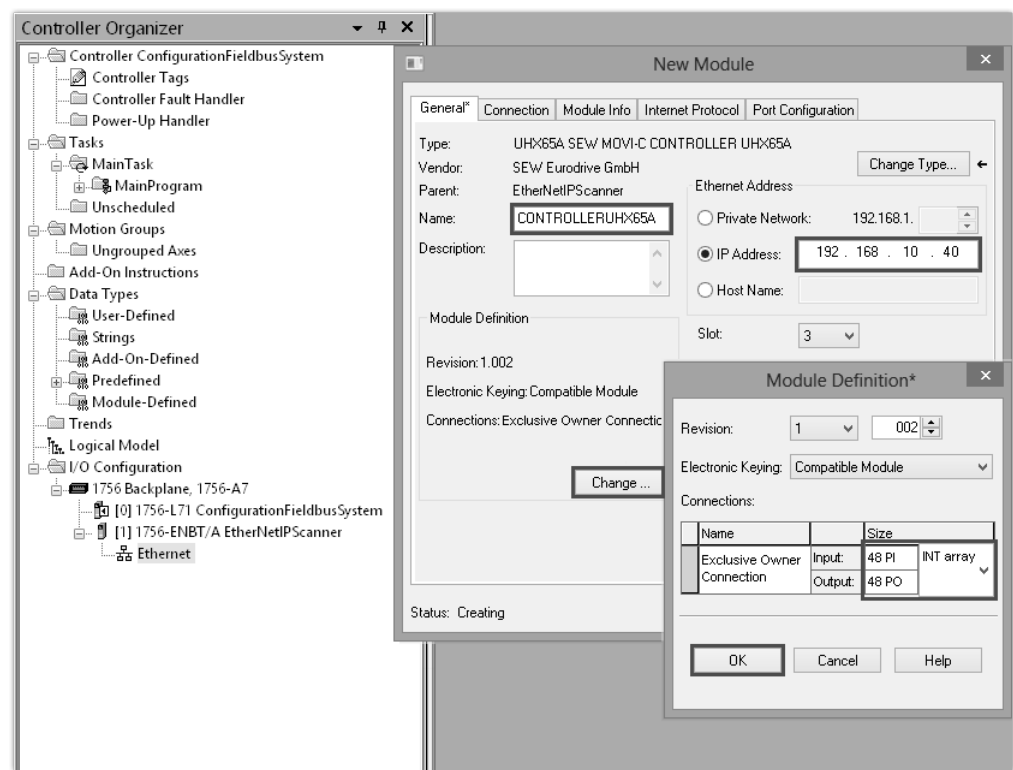 Controller Organizer
Controller ConfigurationFieldbusSystem
Controller Tags
Controller Fault Handler
Power-Up Handler
Tasks
MainTask
MainProgram
Unscheduled
Motion Groups
Ungrouped Axes
Add-On Instructions
Data Types
User-Defined
Strings
Add-On-Defined
Predefined
Module-Defined
Trends
Logical Model
I/O Configuration
1756 Backplane, 1756-A7
[0] 1756-L71 ConfigurationFieldbusSystem
[1] 1756-ENBT/A EtherNetIPScanner
Ethernet
New Module
General* Connection Module Info Internet Protocol Port Configuration
Type: UHX65A SEW MOVI-C CONTROLLER UHX65A
Vendor: SEW Eurodrive GmbH
Change Type...
Parent: EtherNetIPScanner
Name: CONTROLLERUHX65A
Description:
Ethernet Address
Private Network: 192.168.1.
IP Address: 192 . 168 . 10 . 40
Host Name:
Slot: 3
Module Definition
Revision: 1.002
Electronic Keying: Compatible Module
Connections: Exclusive Owner Connectic
Change ...
Status: Creating
Module Definition*
Revision: 1 002
Electronic Keying: Compatible Module
Connections:
Name Size
Exclusive Owner Connection Input: 48 PI INT array
Output: 48 PO
OK Cancel Help